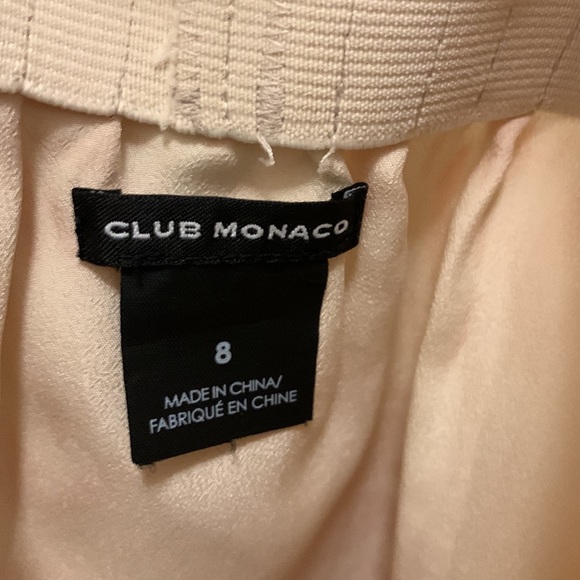 CLUB MONACO
8
MADE IN CHINA/
FABRIQUÉ EN CHINE